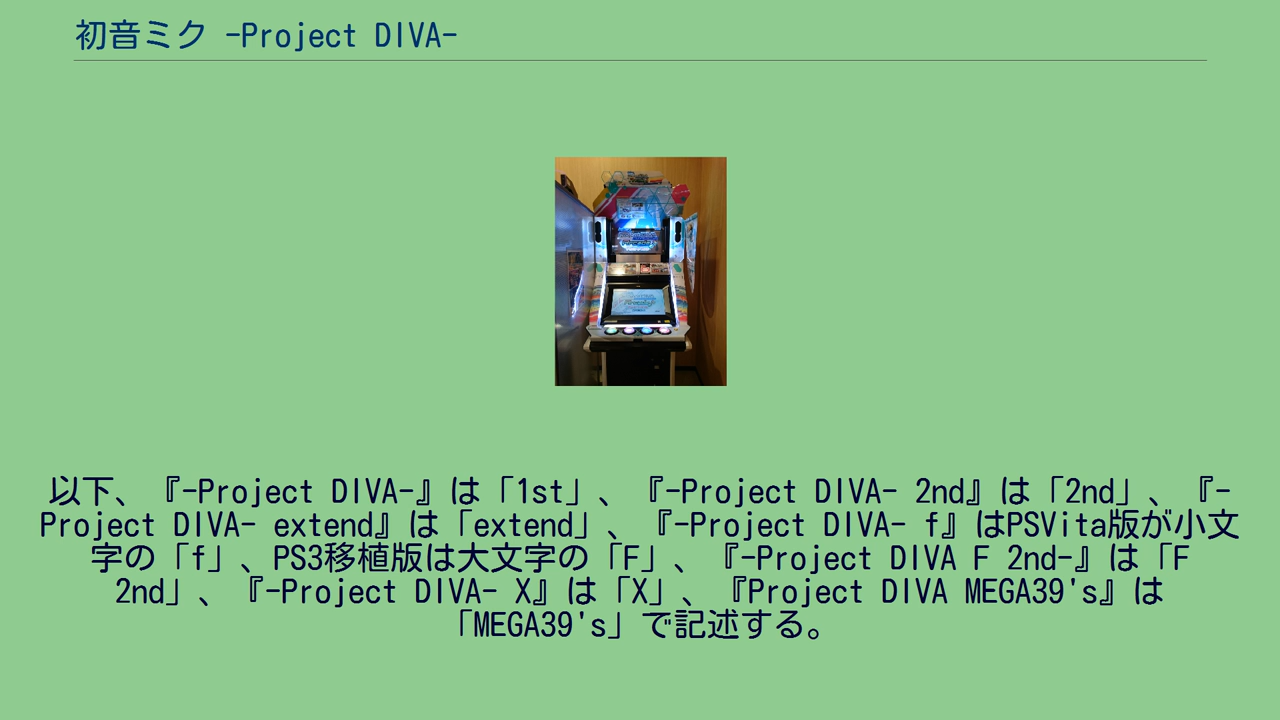 初音ミク -Project DIVA-
以下、『-Project DIVA-』は「1st」、『-Project DIVA- 2nd』は「2nd」、『-
Project DIVA- extend』は「extend」、『-Project DIVA- f』はPSVita版が小文
字の「f」、PS3移植版は大文字の「F」、『-Project DIVA F 2nd-』は「F
2nd」、『-Project DIVA- X』は「X」、『Project DIVA MEGA39's』は
「MEGA39's」で記述する。